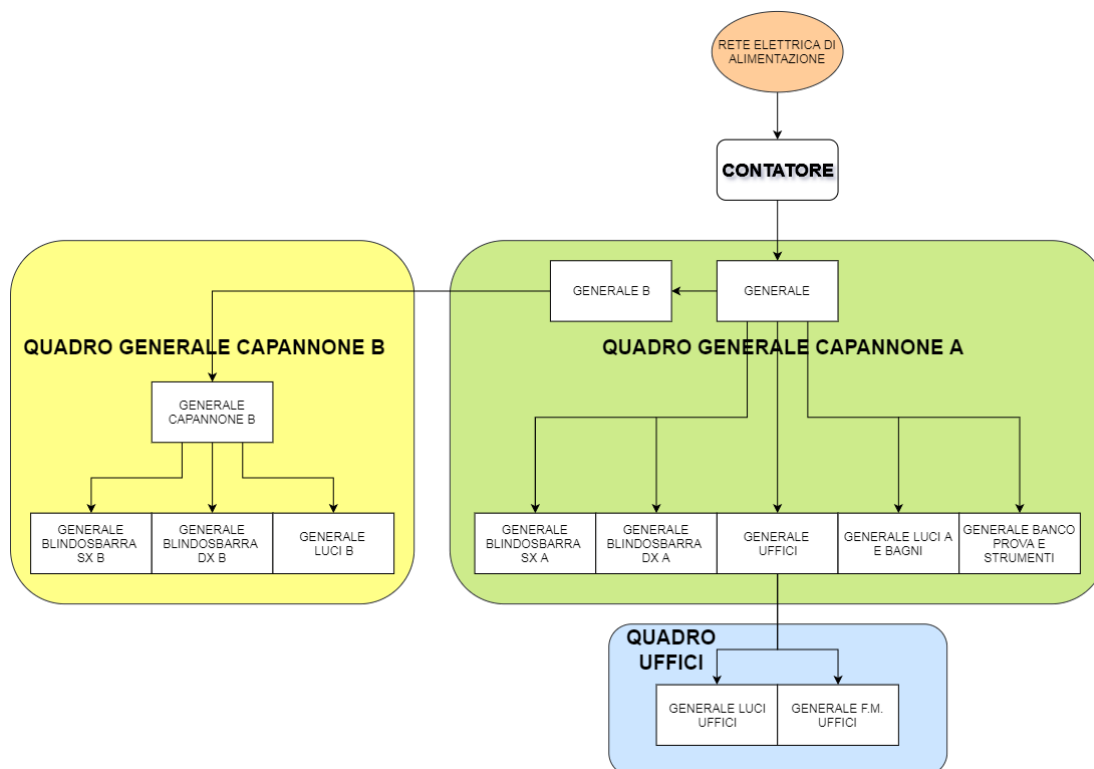 RETE ELETTRICA DI
ALIMENTAZIONE
CONTATORE
GENERALE B
GENERALE
QUADRO GENERALE CAPANNONE B
QUADRO GENERALE CAPANNONE A
GENERALE
CAPANNONE B
GENERALE
BLINDOSBARRA
SX B
GENERALE
BLINDOSBARRA
DX B
GENERALE
LUCI B
GENERALE
BLINDOSBARRA
SX A
GENERALE
BLINDOSBARRA
DX A
GENERALE
UFFICI
GENERALE LUCI A
E BAGNI
GENERALE BANCO
PROVA E
STRUMENTI
QUADRO
UFFICI
GENERALE LUCI
UFFICI
GENERALE F.M.
UFFICI